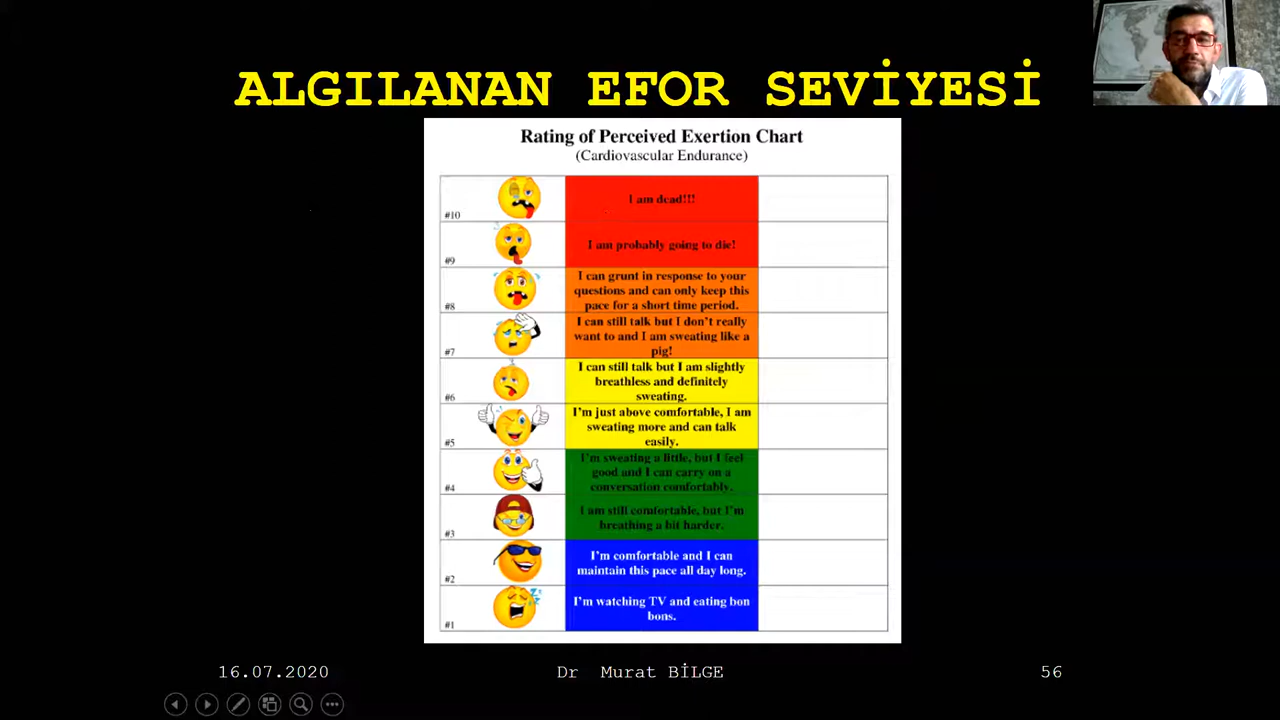 ALGILANAN EFOR SEVİYESİ
Rating of Perceived Exertion Chart
(Cardiovascular Endurance)
#10
I am dead!!!
#9
I am probably going to die!
#8
I can grunt in response to your
questions and can only keep this
pace for a short time period.
#7
I can still talk but I don't really
want to and I am sweating like a
pig!
#6
I can still talk but I am slightly
breathless and definitely
sweating.
#5
I'm just above comfortable, I am
sweating more and can talk
easily.
#4
I'm sweating a little, but I feel
good and I can carry on a
conversation comfortably.
#3
I am still comfortable, but I'm
breathing a bit harder.
#2
I'm comfortable and I can
maintain this pace all day long.
#1
I'm watching TV and eating bon
bons.
16.07.2020
Dr Murat BİLGE
56